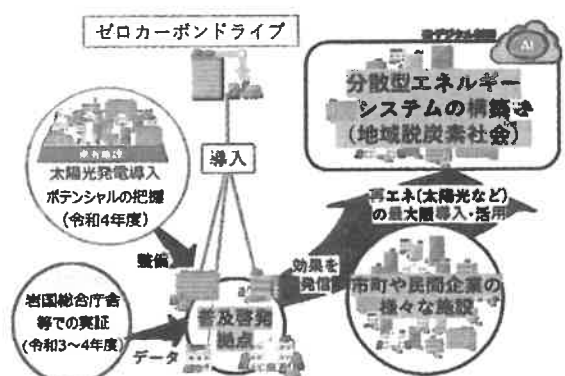 ゼロカーボンドライブ
AI
分散型エネルギー
システムの構築
(地域脱炭素社会)
県有施設
太陽光発電導入
ポテンシャルの把握
(令和4年度)
導入
再エネ(太陽光など)
の最大限導入・活用
整備
効果を
発信
市町や民間企業の
様々な施設
岩国総合庁舎
等での実証
(令和3~4年度)
データ
普及啓発
拠点